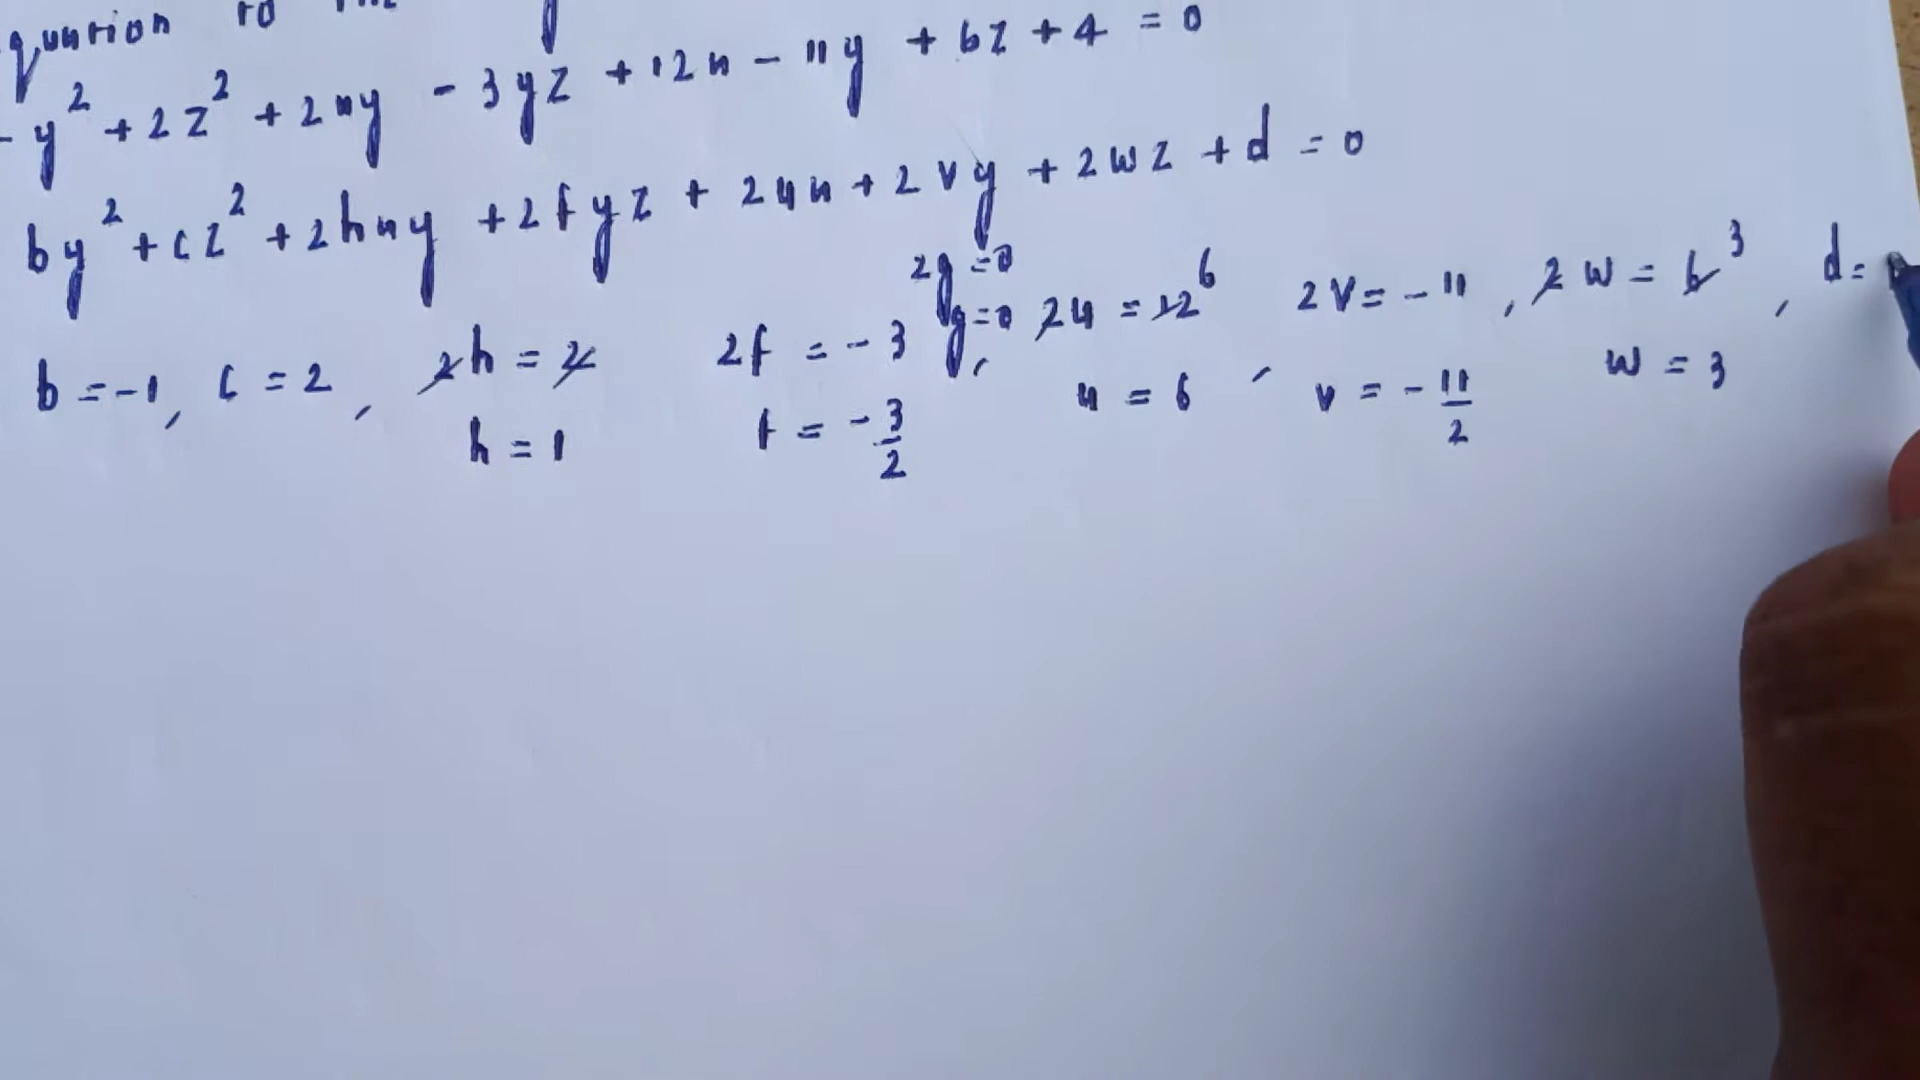 to
- y² + 2z² + 2xy - 3yz + 12x - 11y + 6z + 4 = 0
by² + cz² + 2hxy + 2fyz + 2ux + 2vy + 2wz + d = 0
2g = 0
b = -1, c = 2, 2h = 2 2f = -3 g = 0, 2u = 12 6 2v = -11, 2w = 6 3, d =
h = 1 f = -3/2 u = 6, v = -11/2 w = 3